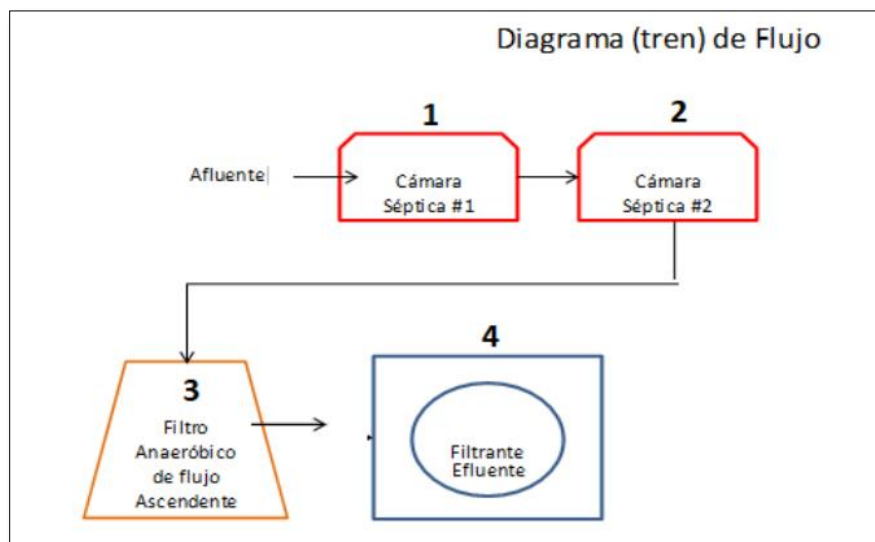 Diagrama (tren) de Flujo
1
2
Afluente
Cámara
Séptica #1
Cámara
Séptica #2
3
Filtro
Anaeróbico
de flujo
Ascendente
4
Filtrante
Efluente